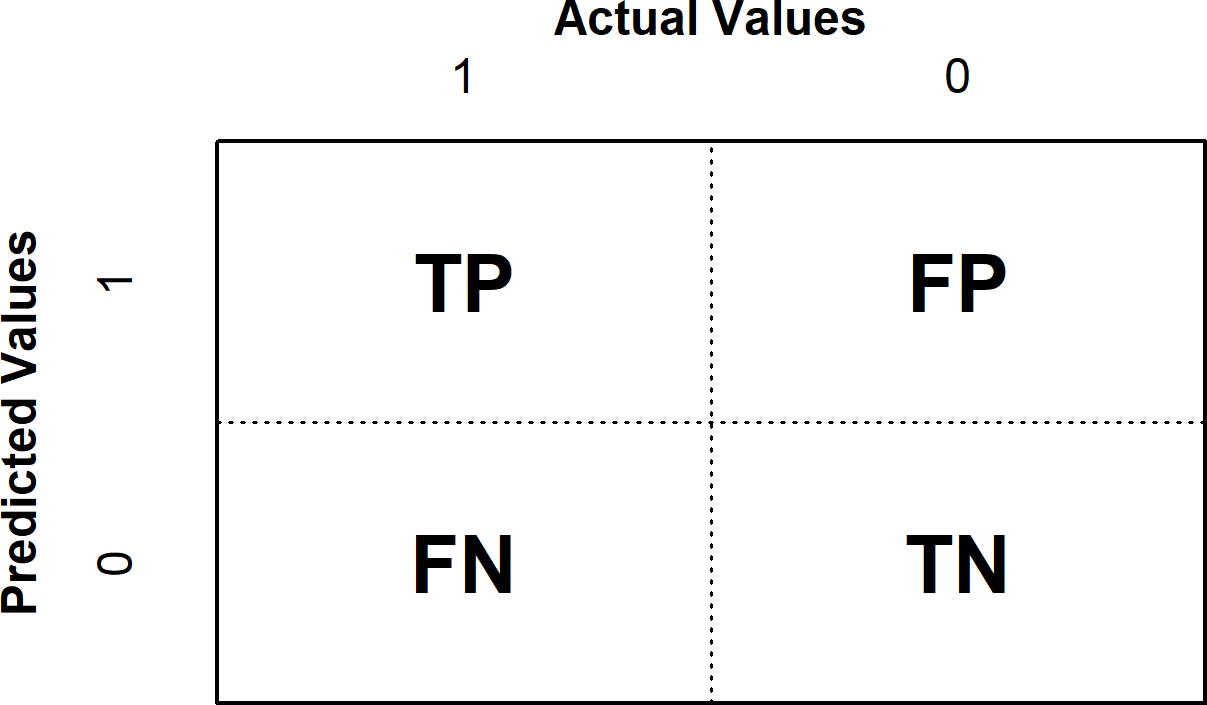 Actual Values
1 0
Predicted Values
1
TP FP
0
FN TN